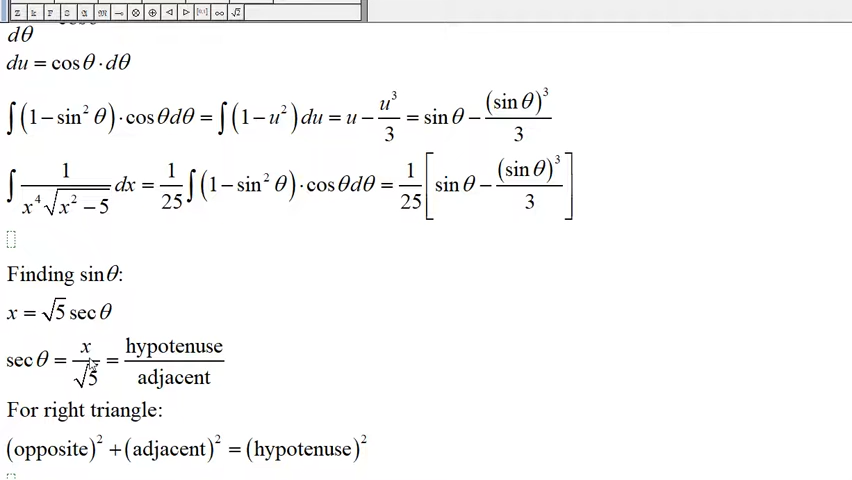 dθ
du = cosθ · dθ
∫(1 − sin² θ) · cosθdθ = ∫(1 − u²)du = u − u³/3 = sinθ − (sinθ)³/3
∫ 1/(x⁴√(x² − 5)) dx = 1/25 ∫(1 − sin² θ) · cosθdθ = 1/25 [sinθ − (sinθ)³/3]
Finding sinθ:
x = √5 secθ
secθ = x/√5 = hypotenuse/adjacent
For right triangle:
(opposite)² + (adjacent)² = (hypotenuse)²